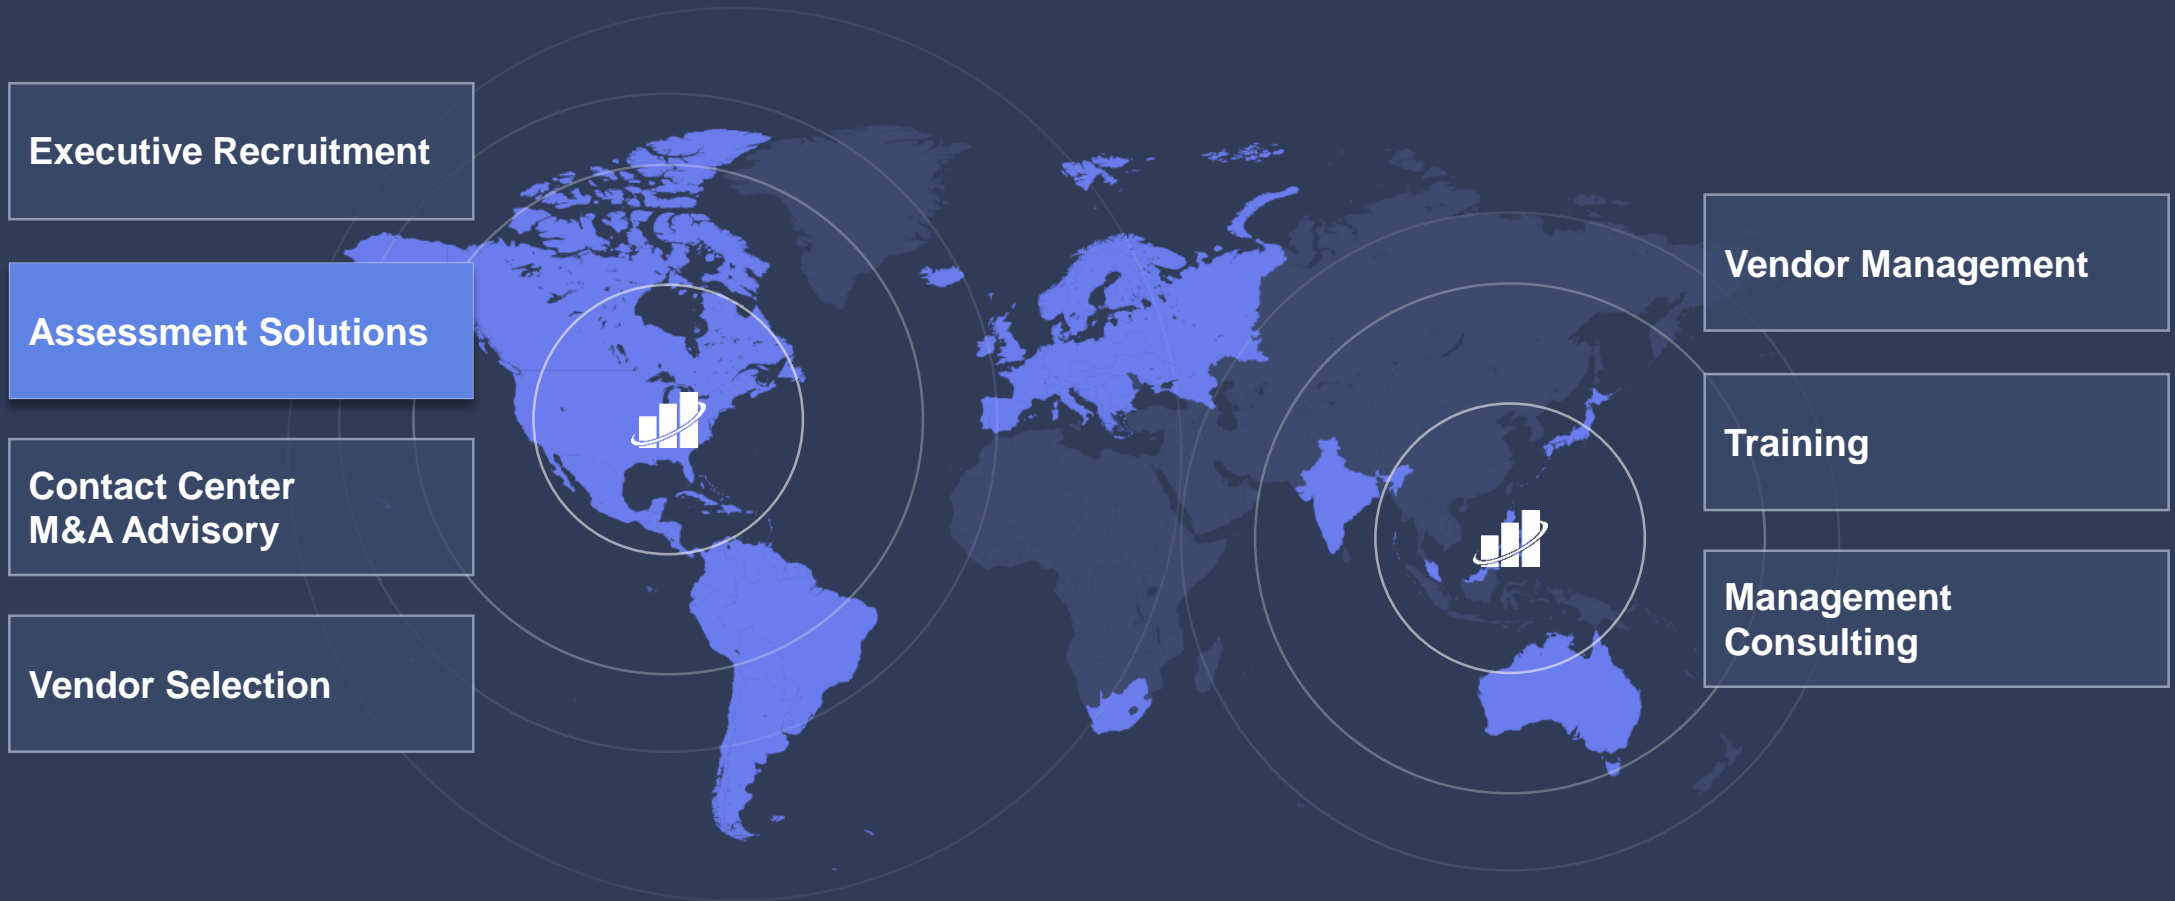 Executive Recruitment
Assessment Solutions
Contact Center
M&A Advisory
Vendor Selection
Vendor Management
Training
Management
Consulting